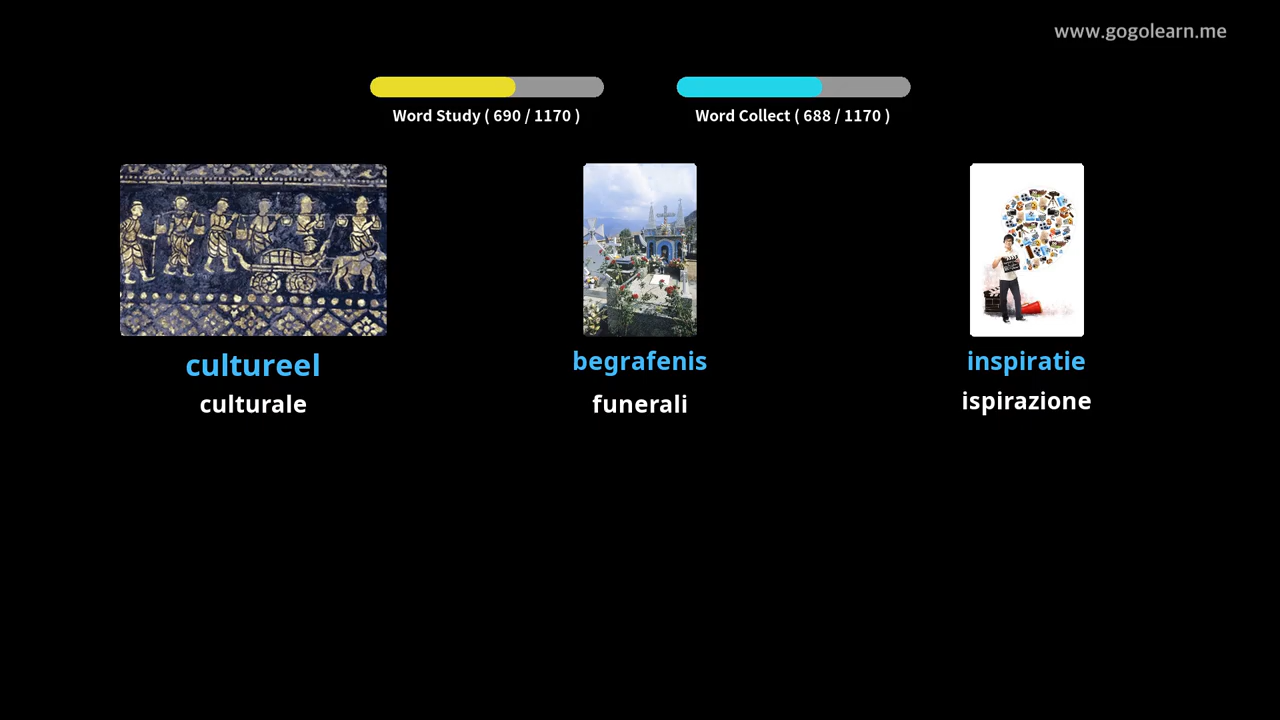 www.gogolearn.me
Word Study ( 690 / 1170 )
Word Collect ( 688 / 1170 )
cultureel
culturale
begrafenis
funerali
inspiratie
ispirazione